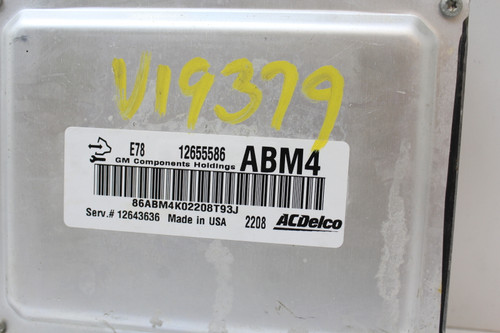 V19379
E78 12655586 ABM4
GM Components Holdings
86ABM4K02208T93J
Serv.# 12643636 Made in USA 2208 ACDelco